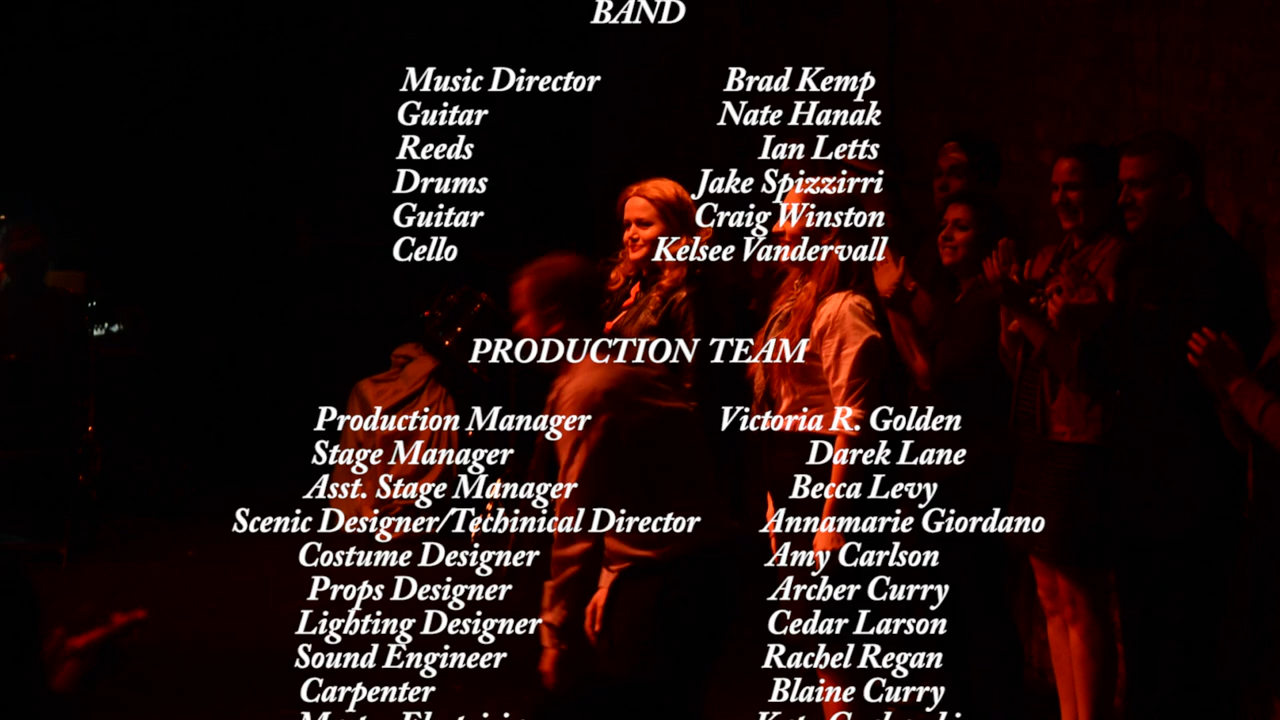 BAND
Music Director Brad Kemp
Guitar Nate Hanak
Reeds Ian Letts
Drums Jake Spizzirri
Guitar Craig Winston
Cello Kelsee Vandervall
PRODUCTION TEAM
Production Manager Victoria R. Golden
Stage Manager Darek Lane
Asst. Stage Manager Becca Levy
Scenic Designer/Techinical Director Annamarie Giordano
Costume Designer Amy Carlson
Props Designer Archer Curry
Lighting Designer Cedar Larson
Sound Engineer Rachel Regan
Carpenter Blaine Curry